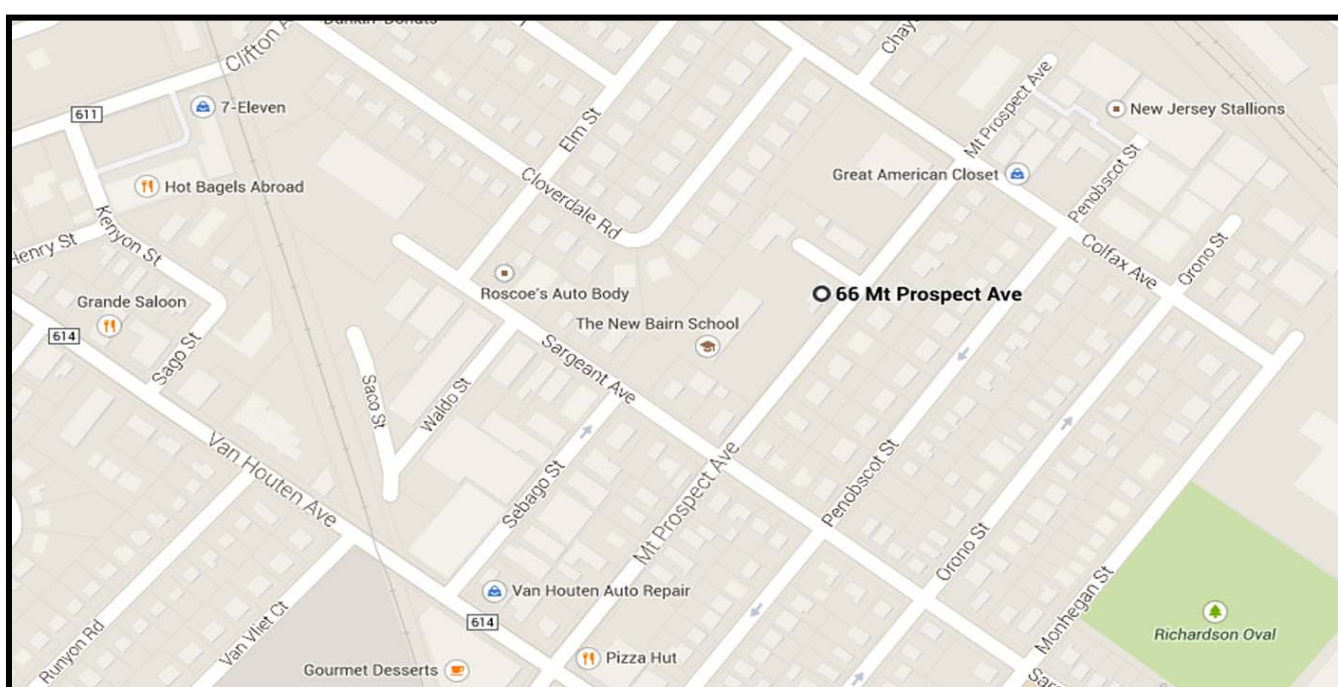 Dunkin' Donuts
Clifton A
Chay
611
7-Eleven
Elm St
Mt Prospect Ave
New Jersey Stallions
Hot Bagels Abroad
Cloverdale Rd
Great American Closet
Penobscot St
Henry St
Kenyon St
Colfax Ave
Orono St
Grande Saloon
Roscoe's Auto Body
66 Mt Prospect Ave
614
The New Bairn School
Sago St
Sargeant Ave
Saco St
Waldo St
Van Houten Ave
Sebago St
Mt Prospect Ave
Penobscot St
Orono St
Van Houten Auto Repair
614
Monhegan St
Richardson Oval
Runyon Rd
Van Vliet Ct
Gourmet Desserts
Pizza Hut
Sar